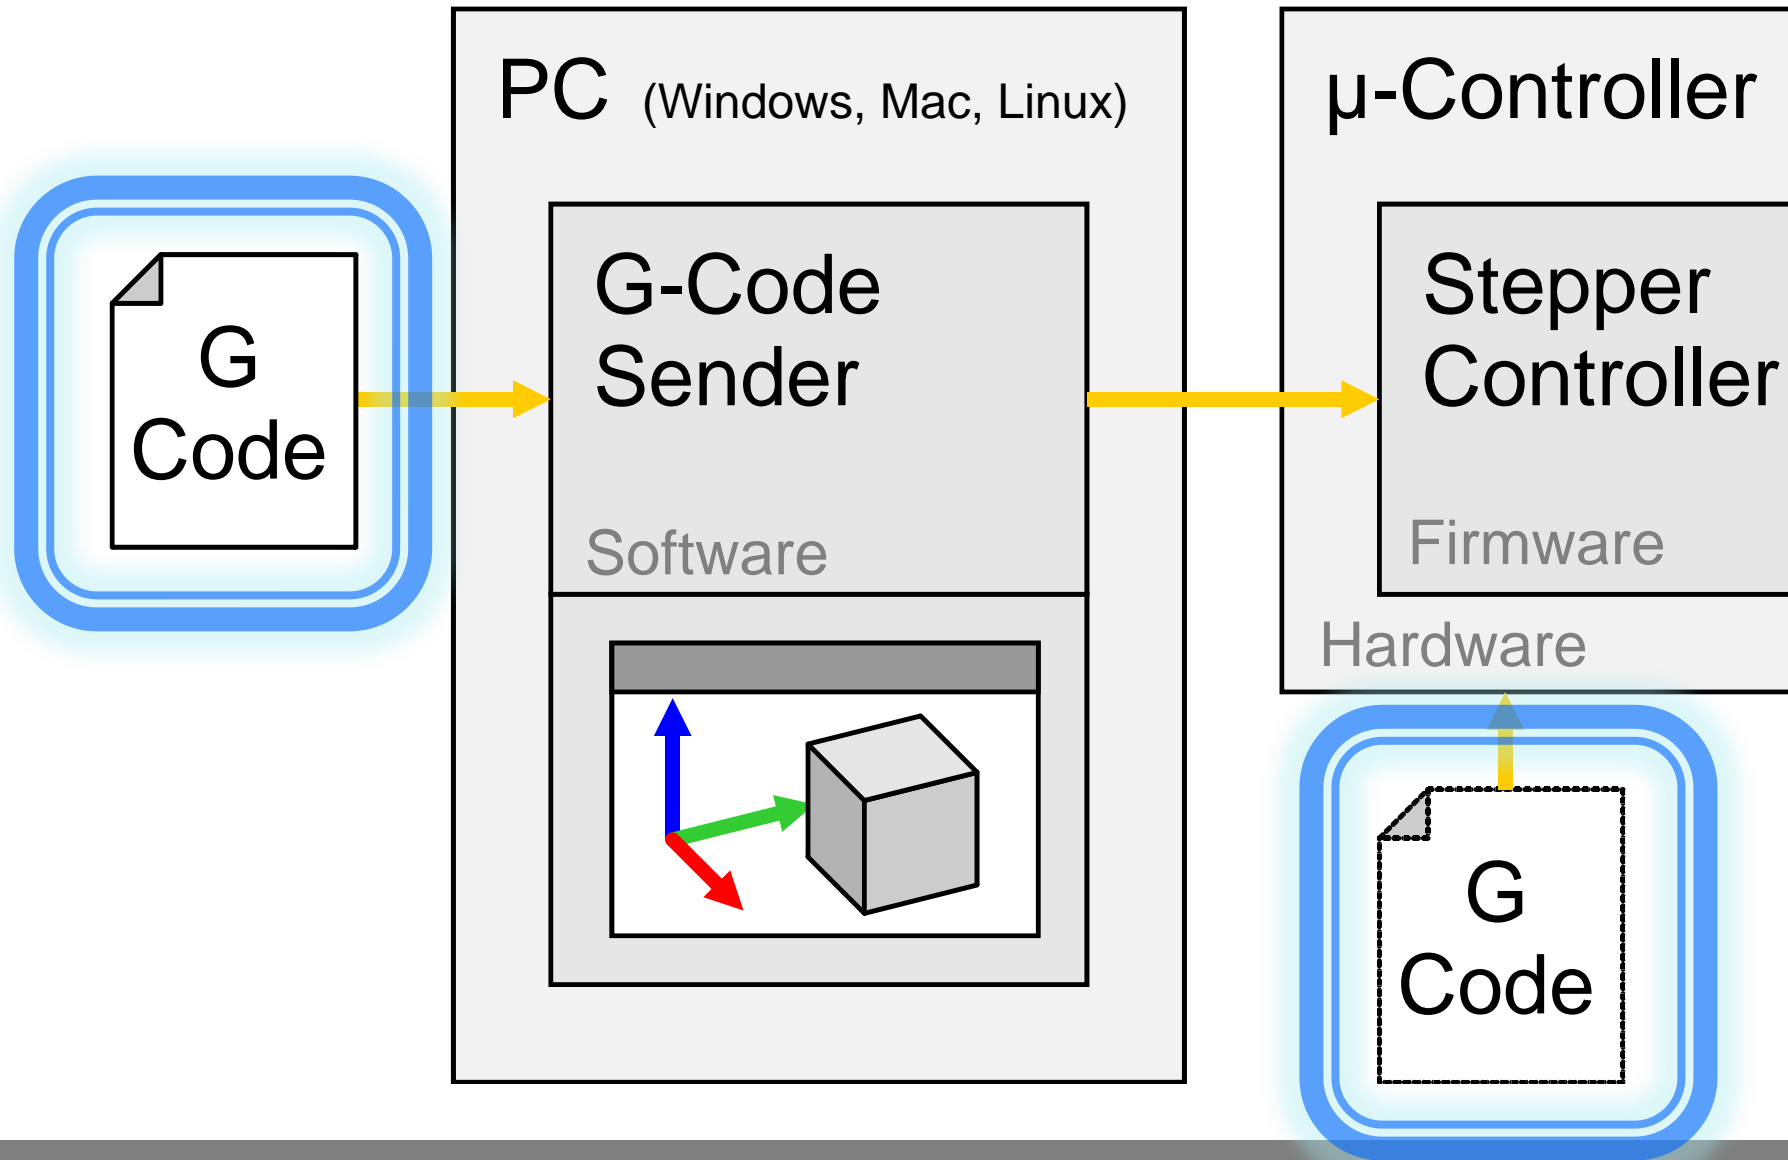 PC (Windows, Mac, Linux)
µ-Controller
G
Code
G-Code
Sender
Software
Stepper
Controller
Firmware
Hardware
G
Code